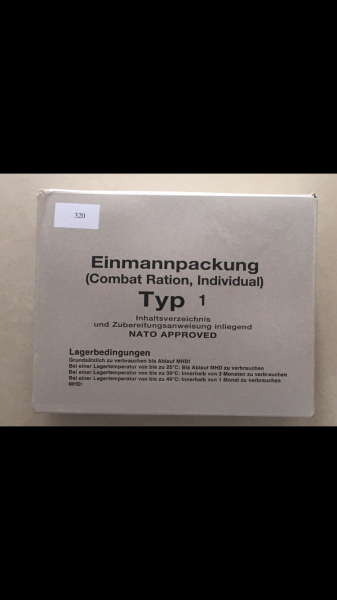 320
Einmannpackung
(Combat Ration, Individual)
Typ 1
Inhaltsverzeichnis
und Zubereitungsanweisung inliegend
NATO APPROVED
Lagerbedingungen
Grundsätzlich zu verbrauchen bis Ablauf MHD!
Bei einer Lagertemperatur von bis zu 25°C: Bis Ablauf MHD zu verbrauchen
Bei einer Lagertemperatur von bis zu 30°C: Innerhalb von 3 Monaten zu verbrauchen
Bei einer Lagertemperatur von bis zu 40°C: Innerhalb von 1 Monat zu verbrauchen
MHD: